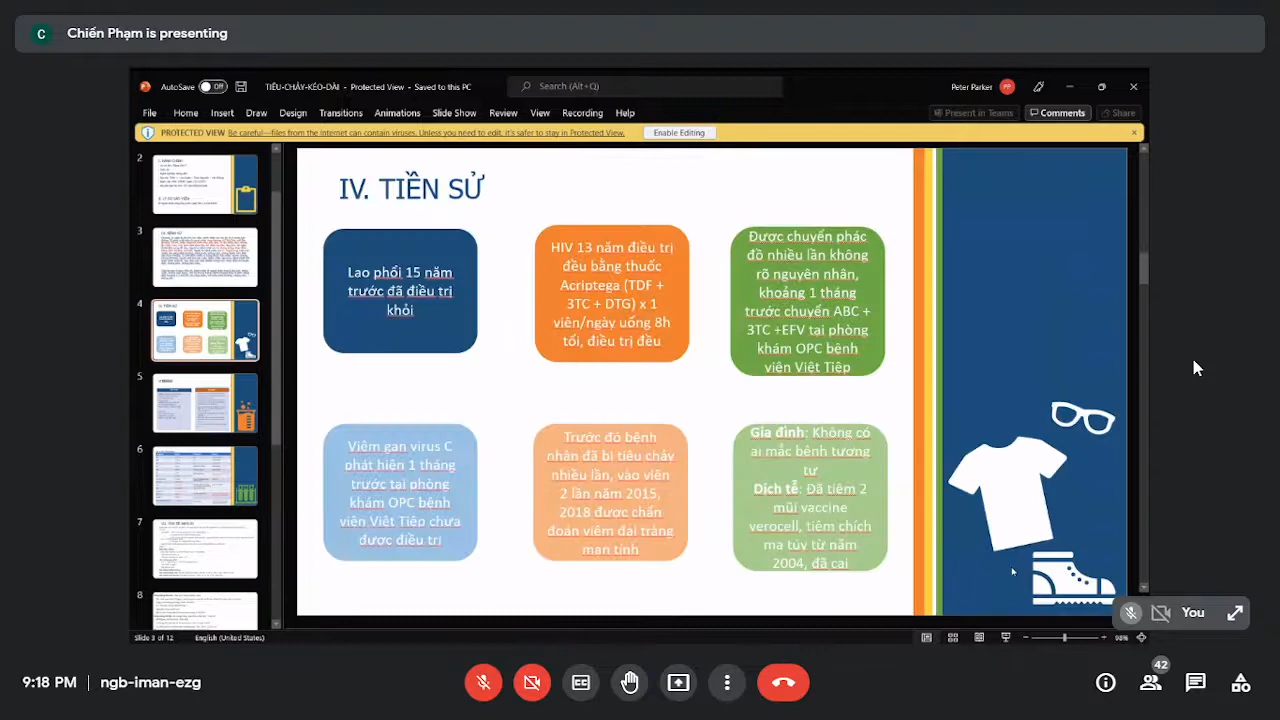 C Chiến Phạm is presenting
AutoSave Off TIÊU-CHẢY-KÉO-DÀI - Protected View - Saved to this PC Search (Alt+Q) Peter Parker PP
File Home Insert Draw Design Transitions Animations Slide Show Review View Recording Help Present in Teams Comments Share
PROTECTED VIEW Be careful—files from the Internet can contain viruses. Unless you need to edit, it's safer to stay in Protected View. Enable Editing
2
3
4
5
6
7
8
IV. TIỀN SỬ
Lao phổi 15 năm
trước đã điều trị
khỏi
HIV 13 năm điều trị
đều bằng thuốc
Acriptega (TDF +
3TC + DTG) x 1
viên/ngày uống 8h
tối, điều trị đều
Được chuyển phác
đồ nhiều lần không
rõ nguyên nhân,
khoảng 1 tháng
trước chuyển ABC +
3TC +EFV tại phòng
khám OPC bệnh
viện Việt Tiệp
Viêm gan virus C
phát hiện 1 tháng
trước tại phòng
khám OPC bệnh
viện Việt Tiệp chưa
được điều trị
Trước đó bệnh
nhân đã bị tiêu chảy
nhiều lần, vào viện
2 lần năm 2015,
2018 được chẩn
đoán viêm đại tràng
mạn tính
Gia đình: Không có
ai mắc bệnh tương
tự
Dịch tễ: Đã tiêm 2
mũi vaccine
verocell, tiêm chích
ma túy từ năm
2004, đã cai
You
Slide 3 of 12 English (United States) 98%
9:18 PM | ngb-iman-ezg
CC
42